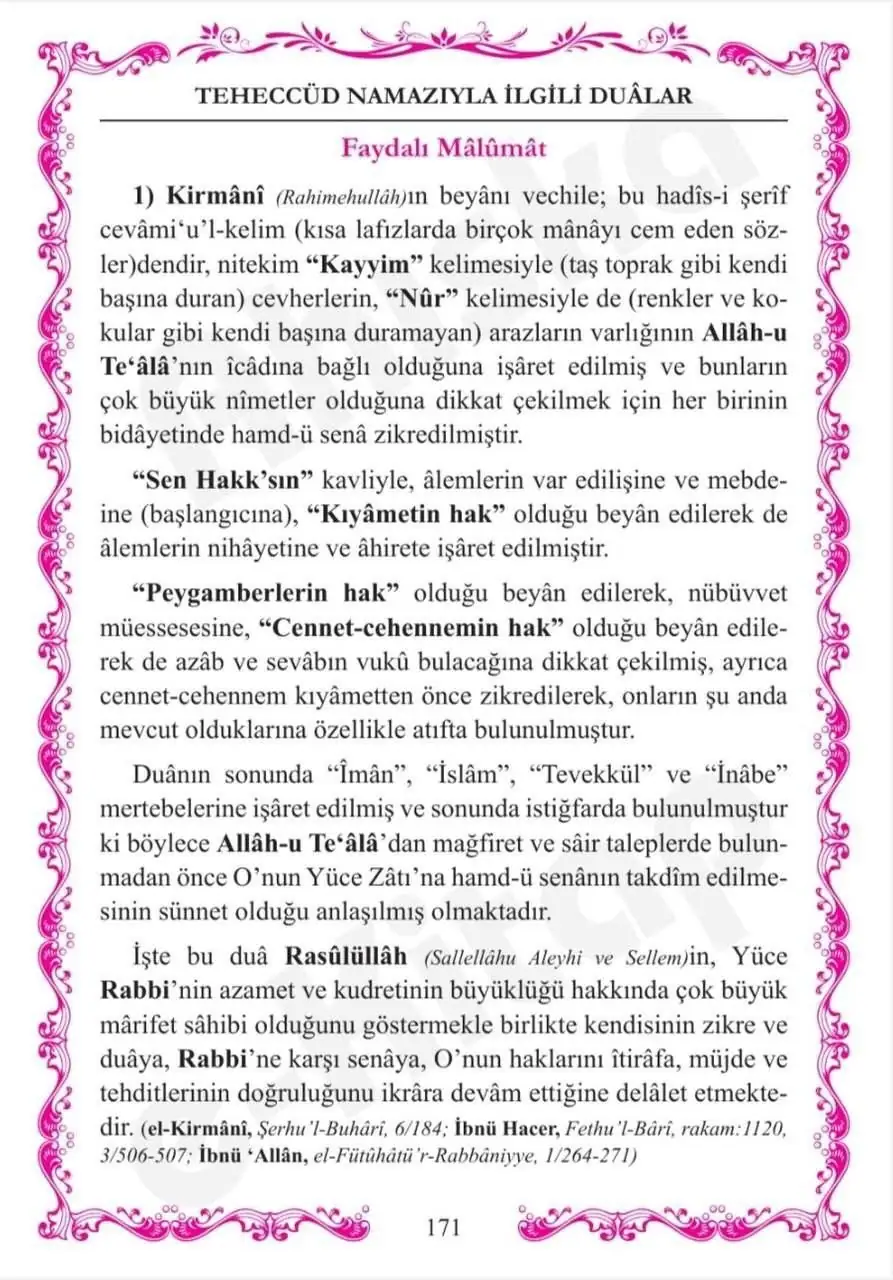 TEHECCÜD NAMAZIYLA İLGİLİ DUÂLAR
Faydalı Mâlûmât
1) Kirmânî (Rahimehullâh)ın beyânı vechile; bu hadîs-i şerîf
cevâmi‘u’l-kelim (kısa lafızlarda birçok mânâyı cem eden söz-
ler)dendir, nitekim “Kayyim” kelimesiyle (taş toprak gibi kendi
başına duran) cevherlerin, “Nûr” kelimesiyle de (renkler ve ko-
kular gibi kendi başına duramayan) arazların varlığının Allâh-u
Te‘âlâ’nın îcâdına bağlı olduğuna işâret edilmiş ve bunların
çok büyük nîmetler olduğuna dikkat çekilmek için her birinin
bidâyetinde hamd-ü senâ zikredilmiştir.
“Sen Hakk’sın” kavliyle, âlemlerin var edilişine ve mebde-
ine (başlangıcına), “Kıyâmetin hak” olduğu beyân edilerek de
âlemlerin nihâyetine ve âhirete işâret edilmiştir.
“Peygamberlerin hak” olduğu beyân edilerek, nübüvvet
müessesesine, “Cennet-cehennemin hak” olduğu beyân edile-
rek de azâb ve sevâbın vukû bulacağına dikkat çekilmiş, ayrıca
cennet-cehennem kıyâmetten önce zikredilerek, onların şu anda
mevcut olduklarına özellikle atıfta bulunulmuştur.
Duânın sonunda “Îmân”, “İslâm”, “Tevekkül” ve “İnâbe”
mertebelerine işâret edilmiş ve sonunda istiğfarda bulunulmuştur
ki böylece Allâh-u Te‘âlâ’dan mağfiret ve sâir taleplerde bulun-
madan önce O’nun Yüce Zâtı’na hamd-ü senânın takdîm edilme-
sinin sünnet olduğu anlaşılmış olmaktadır.
İşte bu duâ Rasûlüllâh (Sallellâhu Aleyhi ve Sellem)in, Yüce
Rabbi’nin azamet ve kudretinin büyüklüğü hakkında çok büyük
mârifet sâhibi olduğunu göstermekle birlikte kendisinin zikre ve
duâya, Rabbi’ne karşı senâya, O’nun haklarını îtirâfa, müjde ve
tehditlerinin doğruluğunu ikrâra devâm ettiğine delâlet etmekte-
dir. (el-Kirmânî, Şerhu’l-Buhârî, 6/184; İbnü Hacer, Fethu’l-Bârî, rakam:1120,
3/506-507; İbnü ‘Allân, el-Fütûhâtü’r-Rabbâniyye, 1/264-271)
171